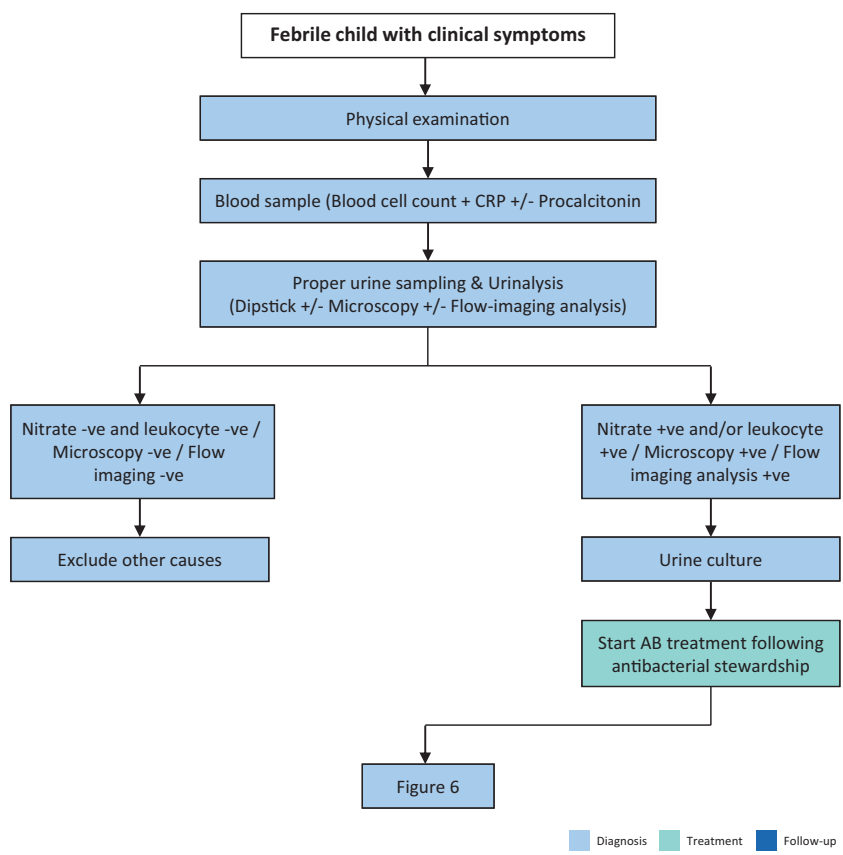 Febrile child with clinical symptoms
Physical examination
Blood sample (Blood cell count + CRP +/- Procalcitonin
Proper urine sampling & Urinalysis
(Dipstick +/- Microscopy +/- Flow-imaging analysis)
Nitrate -ve and leukocyte -ve /
Microscopy -ve / Flow
imaging -ve
Nitrate +ve and/or leukocyte
+ve / Microscopy +ve / Flow
imaging analysis +ve
Exclude other causes
Urine culture
Start AB treatment following
antibacterial stewardship
Figure 6
Diagnosis
Treatment
Follow-up